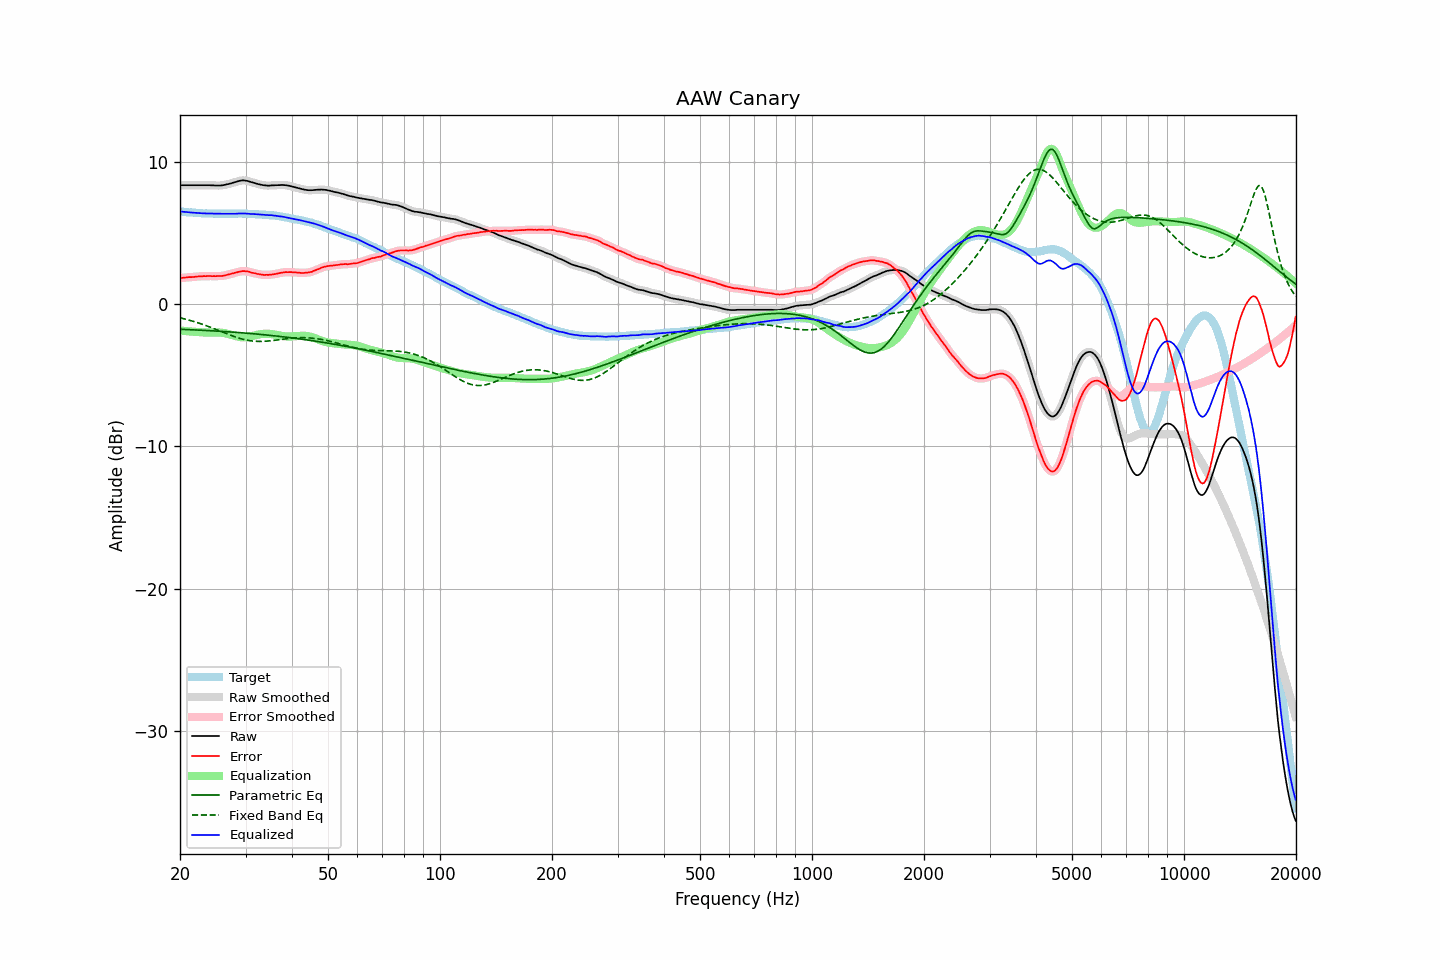 AAW Canary
Amplitude (dBr)
10
0
−10
−20
−30
Target
Raw Smoothed
Error Smoothed
Raw
Error
Equalization
Parametric Eq
Fixed Band Eq
Equalized
20 50 100 200 500 1000 2000 5000 10000 20000
Frequency (Hz)